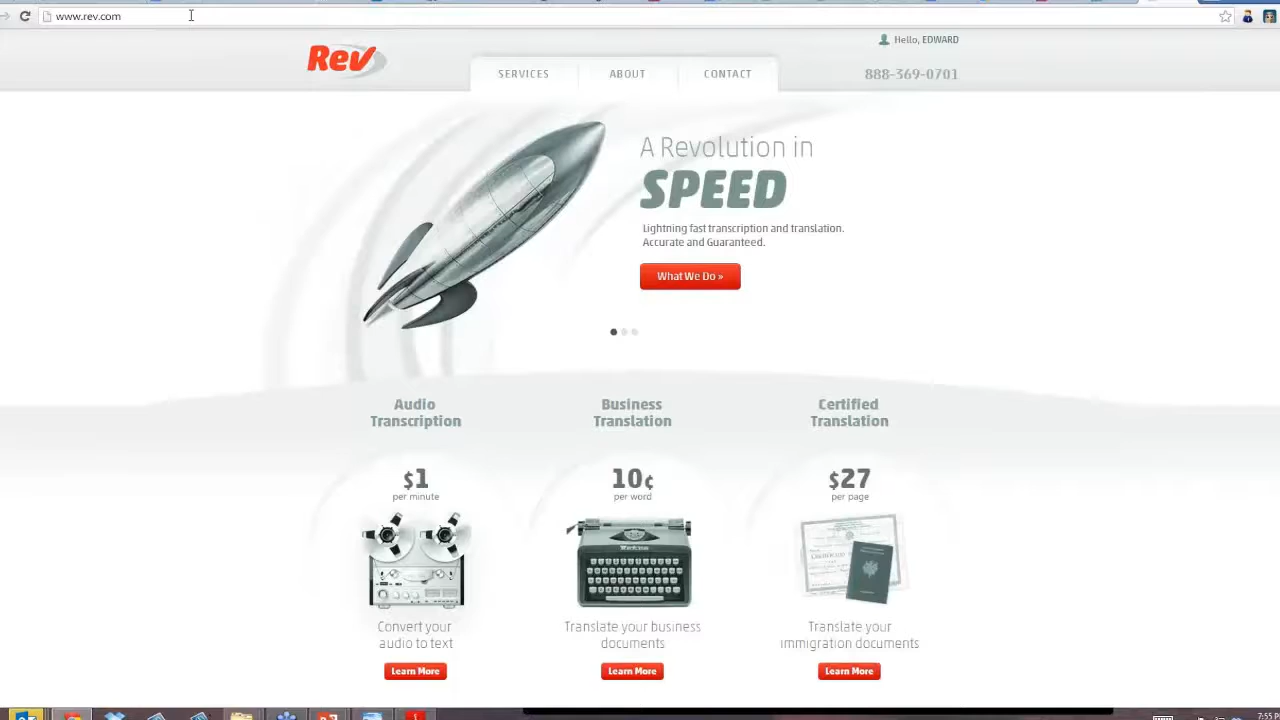 www.rev.com
Hello, EDWARD
Rev
SERVICES
ABOUT
CONTACT
888-369-0701
A Revolution in
SPEED
Lightning fast transcription and translation.
Accurate and Guaranteed.
What We Do »
Audio
Transcription
$1
per minute
Convert your
audio to text
Learn More
Business
Translation
10¢
per word
Translate your business
documents
Learn More
Certified
Translation
$27
per page
Translate your
immigration documents
Learn More
7:55 P